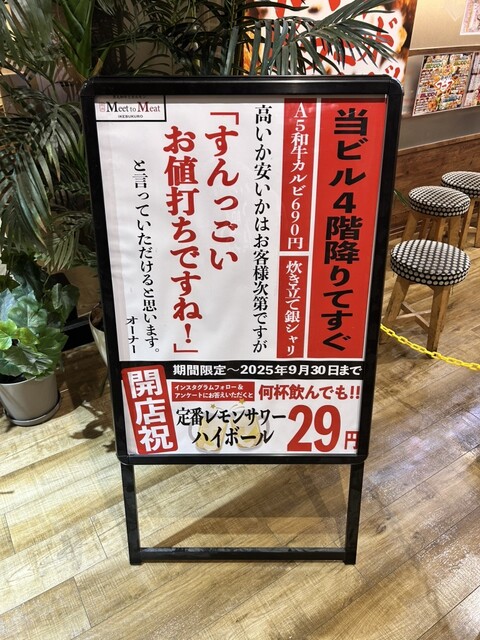 Meet to Meat
当ビル4階降りてすぐ
A5和牛カルビ690円
炊き立て銀シャリ
高いか安いかはお客様次第ですが
「すんっごい
お値打ちですね！」
と言っていただけると思います。
オーナー
期間限定～2025年9月30日まで
開店祝
インスタグラムフォロー＆
アンケートにお答えいただくと
何杯飲んでも!!
定番レモンサワー
ハイボール
29円